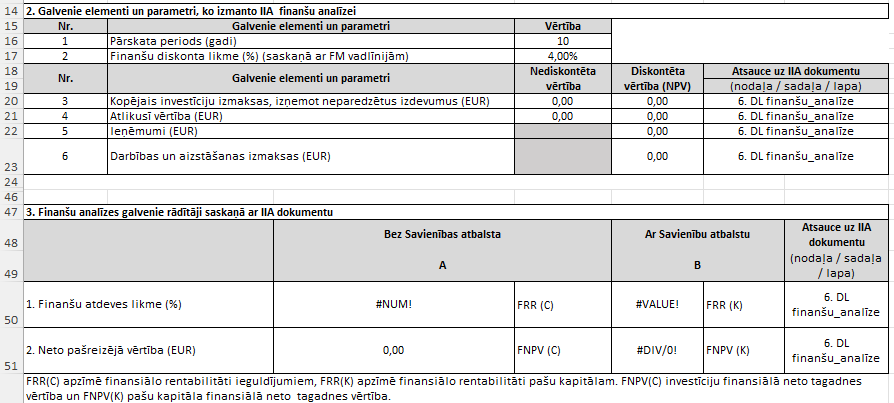 14 2. Galvenie elementi un parametri, ko izmanto IIA  finanšu analīzei
15 Nr. Galvenie elementi un parametri Vērtība
16 1 Pārskata periods (gadi) 10
17 2 Finanšu diskonta likme (%) (saskaņā ar FM vadlīnijām) 4,00%
18 Nr. Galvenie elementi un parametri Nediskontēta vērtība Diskontēta vērtība (NPV) Atsauce uz IIA dokumentu
19 (nodaļa / sadaļa / lapa)
20 3 Kopējais investīciju izmaksas, izņemot neparedzētus izdevumus (EUR) 0,00 0,00 6. DL finanšu_analīze
21 4 Atlikusī vērtība (EUR) 0,00 0,00 6. DL finanšu_analīze
22 5 Ieņēmumi (EUR) 0,00 6. DL finanšu_analīze
23 6 Darbības un aizstāšanas izmaksas (EUR) 0,00 6. DL finanšu_analīze
24
46
47 3. Finanšu analīzes galvenie rādītāji saskaņā ar IIA dokumentu
48 Bez Savienības atbalsta Ar Savienību atbalstu Atsauce uz IIA dokumentu
49 A B (nodaļa / sadaļa / lapa)
50 1. Finanšu atdeves likme (%) #NUM! FRR (C) #VALUE! FRR (K) 6. DL finanšu_analīze
51 2. Neto pašreizējā vērtība (EUR) 0,00 FNPV (C) #DIV/0! FNPV (K) 6. DL finanšu_analīze
FRR(C) apzīmē finansiālo rentabilitāti ieguldījumiem, FRR(K) apzīmē finansiālo rentabilitāti pašu kapitālam. FNPV(C) investīciju finansiālā neto tagadnes
vērtība un FNPV(K) pašu kapitāla finansiālā neto  tagadnes vērtība.